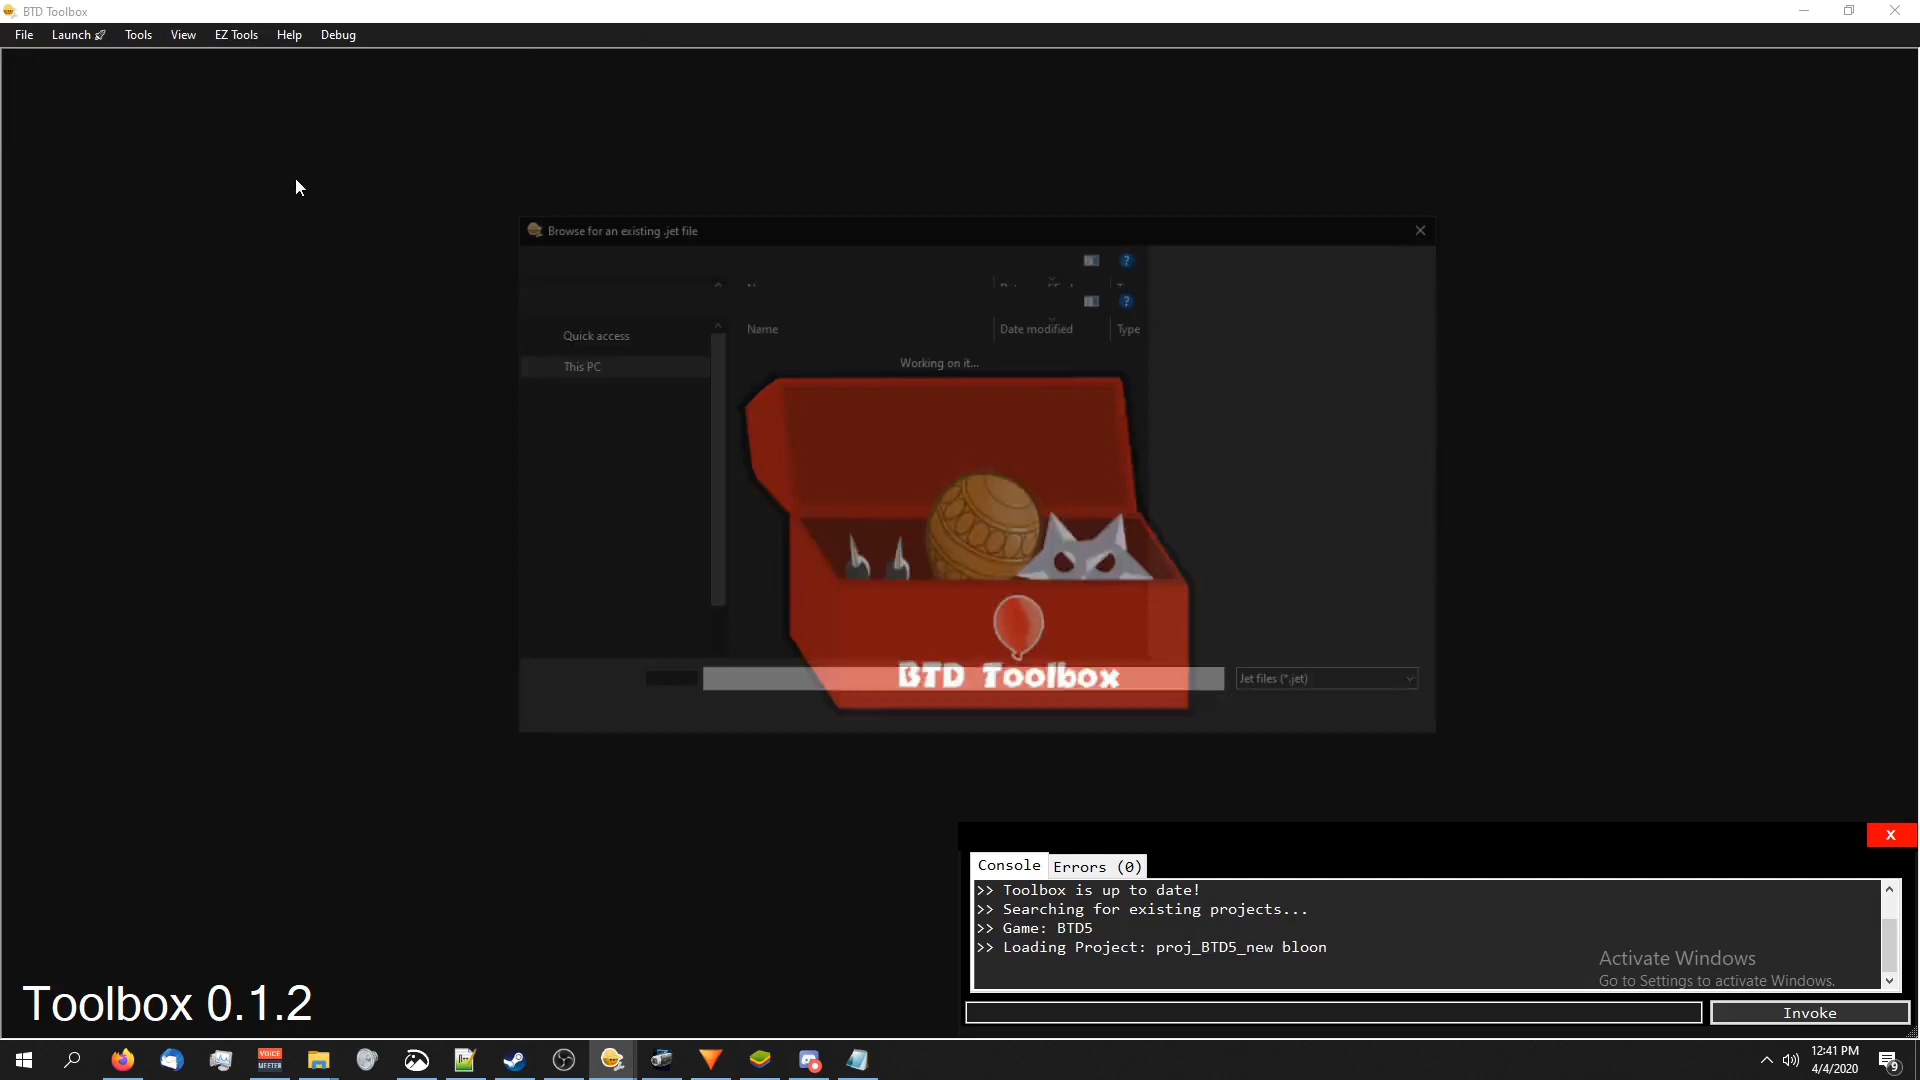 BTD Toolbox
File Launch Tools View EZ Tools Help Debug
Browse for an existing .jet file
Name Date modified Type
Quick access
This PC
Working on it...
BTD Toolbox
Jet files (*.jet)
X
Console Errors (0)
>> Toolbox is up to date!
>> Searching for existing projects...
>> Game: BTD5
>> Loading Project: proj_BTD5_new bloon
Activate Windows
Go to Settings to activate Windows.
Invoke
Toolbox 0.1.2
VOICE
MEETER
12:41 PM
4/4/2020
9